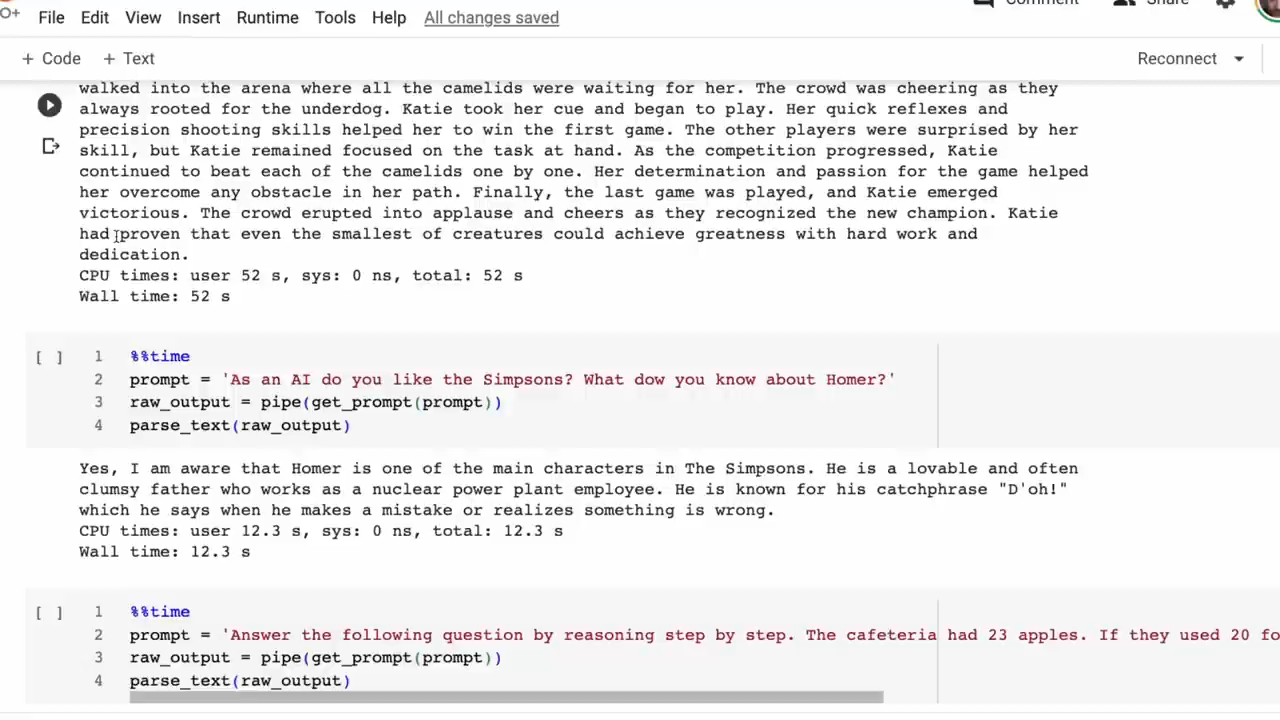 Comment Share
File Edit View Insert Runtime Tools Help All changes saved
+ Code + Text Reconnect
walked into the arena where all the camelids were waiting for her. The crowd was cheering as they
always rooted for the underdog. Katie took her cue and began to play. Her quick reflexes and
precision shooting skills helped her to win the first game. The other players were surprised by her
skill, but Katie remained focused on the task at hand. As the competition progressed, Katie
continued to beat each of the camelids one by one. Her determination and passion for the game helped
her overcome any obstacle in her path. Finally, the last game was played, and Katie emerged
victorious. The crowd erupted into applause and cheers as they recognized the new champion. Katie
had proven that even the smallest of creatures could achieve greatness with hard work and
dedication.
CPU times: user 52 s, sys: 0 ns, total: 52 s
Wall time: 52 s
[ ] 1 %%time
2 prompt = 'As an AI do you like the Simpsons? What dow you know about Homer?'
3 raw_output = pipe(get_prompt(prompt))
4 parse_text(raw_output)
Yes, I am aware that Homer is one of the main characters in The Simpsons. He is a lovable and often
clumsy father who works as a nuclear power plant employee. He is known for his catchphrase "D'oh!"
which he says when he makes a mistake or realizes something is wrong.
CPU times: user 12.3 s, sys: 0 ns, total: 12.3 s
Wall time: 12.3 s
[ ] 1 %%time
2 prompt = 'Answer the following question by reasoning step by step. The cafeteria had 23 apples. If they used 20 fo
3 raw_output = pipe(get_prompt(prompt))
4 parse_text(raw_output)